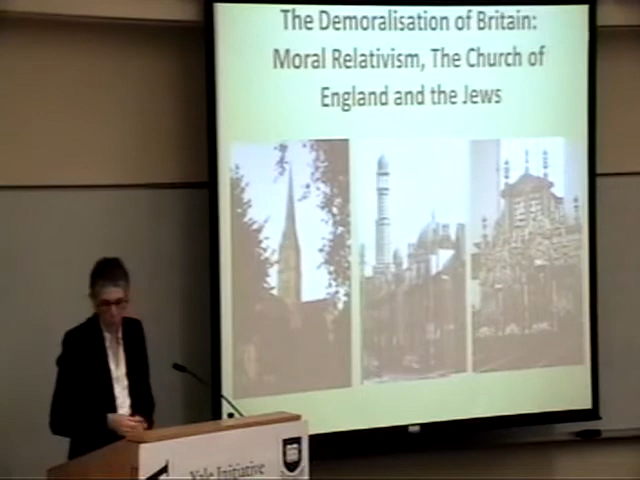 The Demoralisation of Britain:
Moral Relativism, The Church of
England and the Jews
Yale Initiative